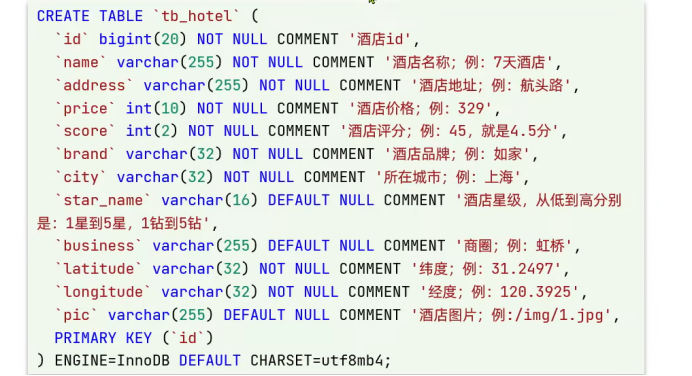 CREATE TABLE `tb_hotel` (
  `id` bigint(20) NOT NULL COMMENT '酒店id',
  `name` varchar(255) NOT NULL COMMENT '酒店名称；例：7天酒店',
  `address` varchar(255) NOT NULL COMMENT '酒店地址；例：航头路',
  `price` int(10) NOT NULL COMMENT '酒店价格；例：329',
  `score` int(2) NOT NULL COMMENT '酒店评分；例：45，就是4.5分',
  `brand` varchar(32) NOT NULL COMMENT '酒店品牌；例：如家',
  `city` varchar(32) NOT NULL COMMENT '所在城市；例：上海',
  `star_name` varchar(16) DEFAULT NULL COMMENT '酒店星级，从低到高分别
是：1星到5星，1钻到5钻',
  `business` varchar(255) DEFAULT NULL COMMENT '商圈；例：虹桥',
  `latitude` varchar(32) NOT NULL COMMENT '纬度；例：31.2497',
  `longitude` varchar(32) NOT NULL COMMENT '经度；例：120.3925',
  `pic` varchar(255) DEFAULT NULL COMMENT '酒店图片；例:/img/1.jpg',
  PRIMARY KEY (`id`)
) ENGINE=InnoDB DEFAULT CHARSET=utf8mb4;